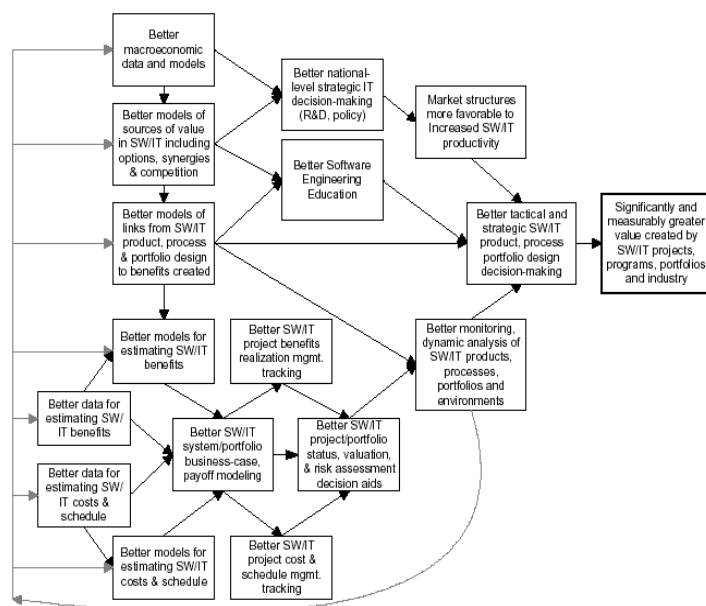 Better
macroeconomic
data and models
Better models of
sources of value
in SW/IT including
options, synergies
& competition
Better models of
links from SW/IT
product, process
& portfolio design
to benefits created
Better national-
level strategic IT
decision-making
(R&D, policy)
Better Software
Engineering
Education
Market structures
more favorable to
Increased SW/IT
productivity
Better tactical and
strategic SW/IT
product, process
portfolio design
decision-making
Significantly and
measurably greater
value created by
SW/IT projects,
programs, portfolios
and industry
Better models for
estimating SW/IT
benefits
Better SW/IT
project benefits
realization mgmt.
tracking
Better monitoring,
dynamic analysis of
SW/IT products,
processes,
portfolios and
environments
Better data for
estimating SW/
IT benefits
Better SW/IT
system/portfolio
business-case,
payoff modeling
Better SW/IT
project/portfolio
status, valuation,
& risk assessment
decision aids
Better data for
estimating SW/
IT costs &
schedule
Better models for
estimating SW/IT
costs & schedule
Better SW/IT
project cost &
schedule mgmt.
tracking